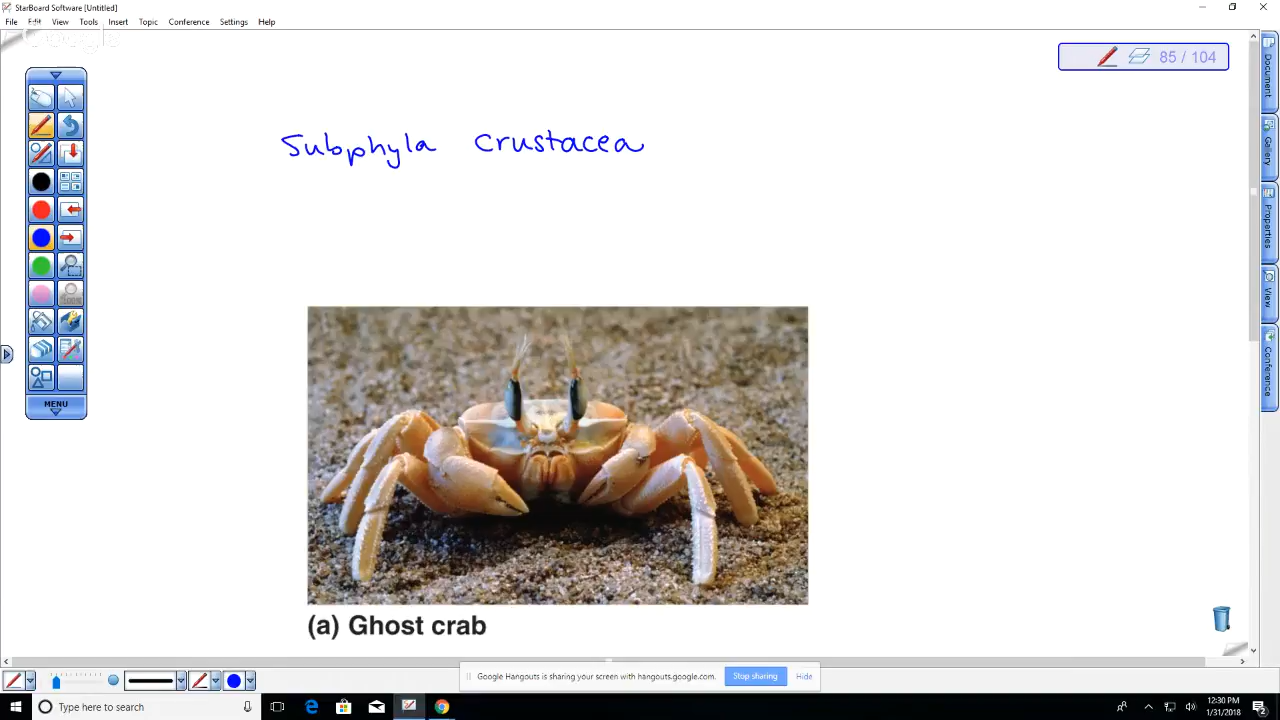 StarBoard Software [Untitled]
File Edit View Tools Insert Topic Conference Settings Help
85 / 104
Document
Gallery
Properties
View
Conference
Subphyla Crustacea
MENU
(a) Ghost crab
Google Hangouts is sharing your screen with hangouts.google.com. Stop sharing Hide
Type here to search
12:30 PM
1/31/2018
2